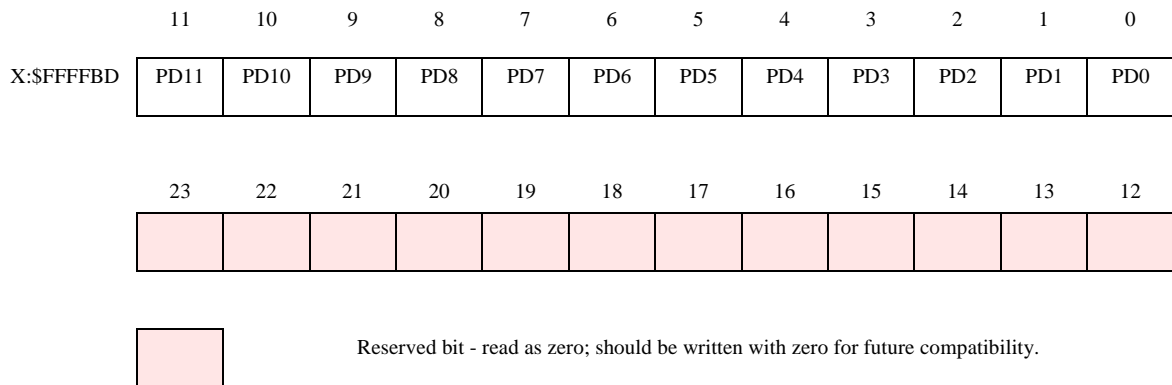 11 10 9 8 7 6 5 4 3 2 1 0
X:$FFFFBD PD11 PD10 PD9 PD8 PD7 PD6 PD5 PD4 PD3 PD2 PD1 PD0
23 22 21 20 19 18 17 16 15 14 13 12
Reserved bit - read as zero; should be written with zero for future compatibility.